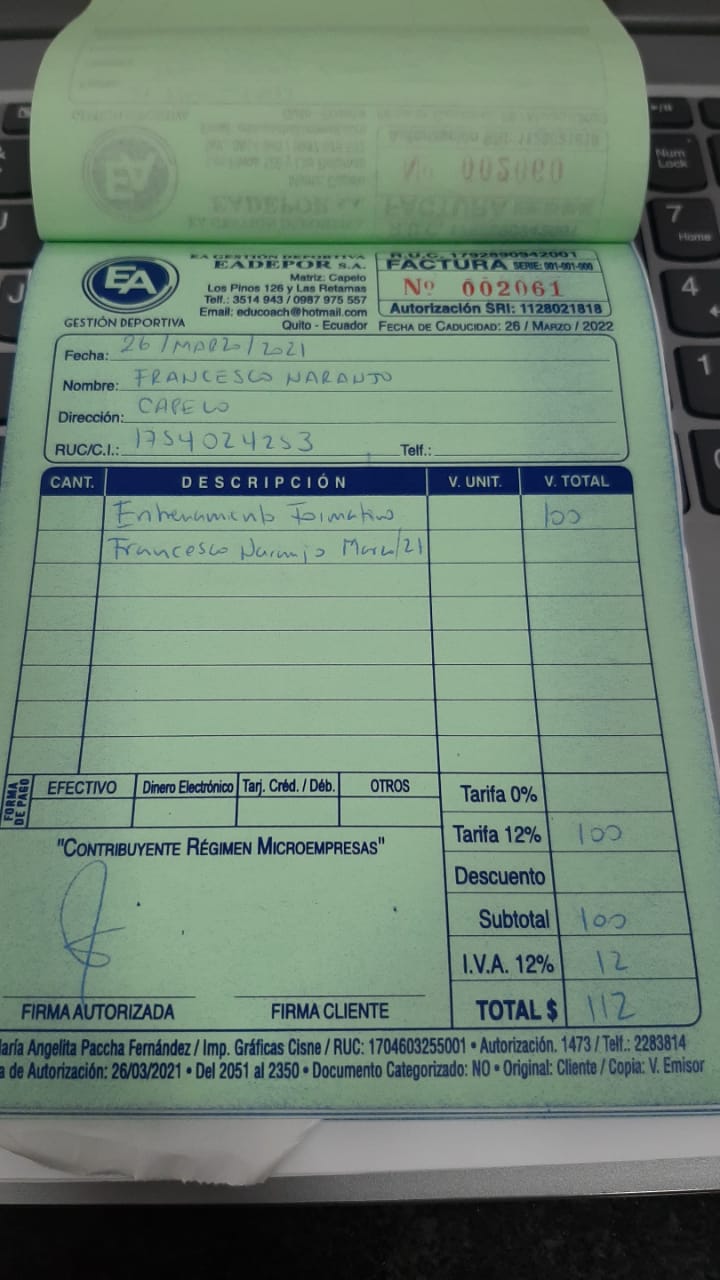 Nº 002060
EA
GESTIÓN DEPORTIVA
EA GESTIÓN DEPORTIVA
EADEPOR S.A.
Matriz: Capelo
Los Pinos 126 y Las Retamas
Telf.: 3514 943 / 0987 975 557
Email: educoach@hotmail.com
Quito - Ecuador
R.U.C. 1792890942001
FACTURA SERIE: 001-001-000
Nº 002061
Autorización SRI: 1128021818
FECHA DE CADUCIDAD: 26 / MARZO / 2022
Fecha: 26/MARZO/2021
Nombre: FRANCESCO NARANJO
Dirección: CAPELO
RUC/C.I.: 1754024253 Telf.:
CANT. DESCRIPCIÓN V. UNIT. V. TOTAL
Entrenamiento Formativo 100
Francesco Naranjo Marzo/21
FORMA DE PAGO
EFECTIVO Dinero Electrónico Tarj. Créd. / Déb. OTROS
Tarifa 0%
Tarifa 12% 100
"CONTRIBUYENTE RÉGIMEN MICROEMPRESAS"
Descuento
Subtotal 100
I.V.A. 12% 12
TOTAL $ 112
FIRMA AUTORIZADA FIRMA CLIENTE
aría Angelita Paccha Fernández / Imp. Gráficas Cisne / RUC: 1704603255001 • Autorización. 1473 / Telf.: 2283814
a de Autorización: 26/03/2021 • Del 2051 al 2350 • Documento Categorizado: NO • Original: Cliente / Copia: V. Emisor
Num
Lock
7
Home
4
1